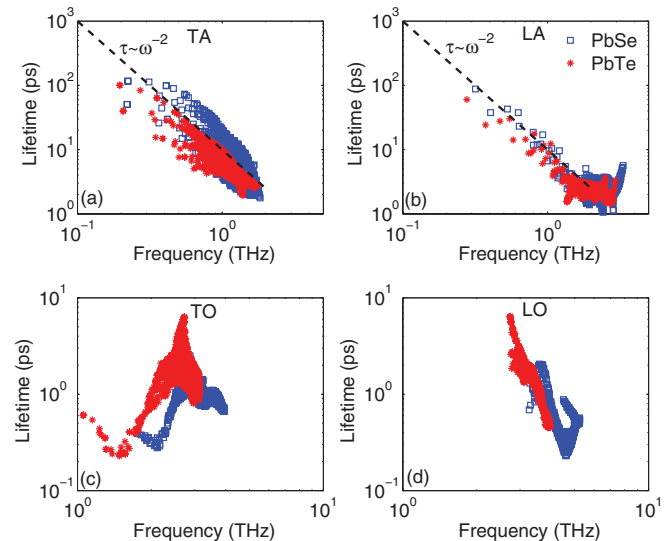 TA
τ~ω⁻²
10³
10²
10¹
10⁰
Lifetime (ps)
(a)
10⁻¹
10⁰
Frequency (THz)
LA
τ~ω⁻²
PbSe
PbTe
10³
10²
10¹
10⁰
Lifetime (ps)
(b)
10⁻¹
10⁰
Frequency (THz)
TO
10¹
10⁰
10⁻¹
Lifetime (ps)
(c)
10⁰
10¹
Frequency (THz)
LO
10¹
10⁰
10⁻¹
Lifetime (ps)
(d)
10⁰
10¹
Frequency (THz)